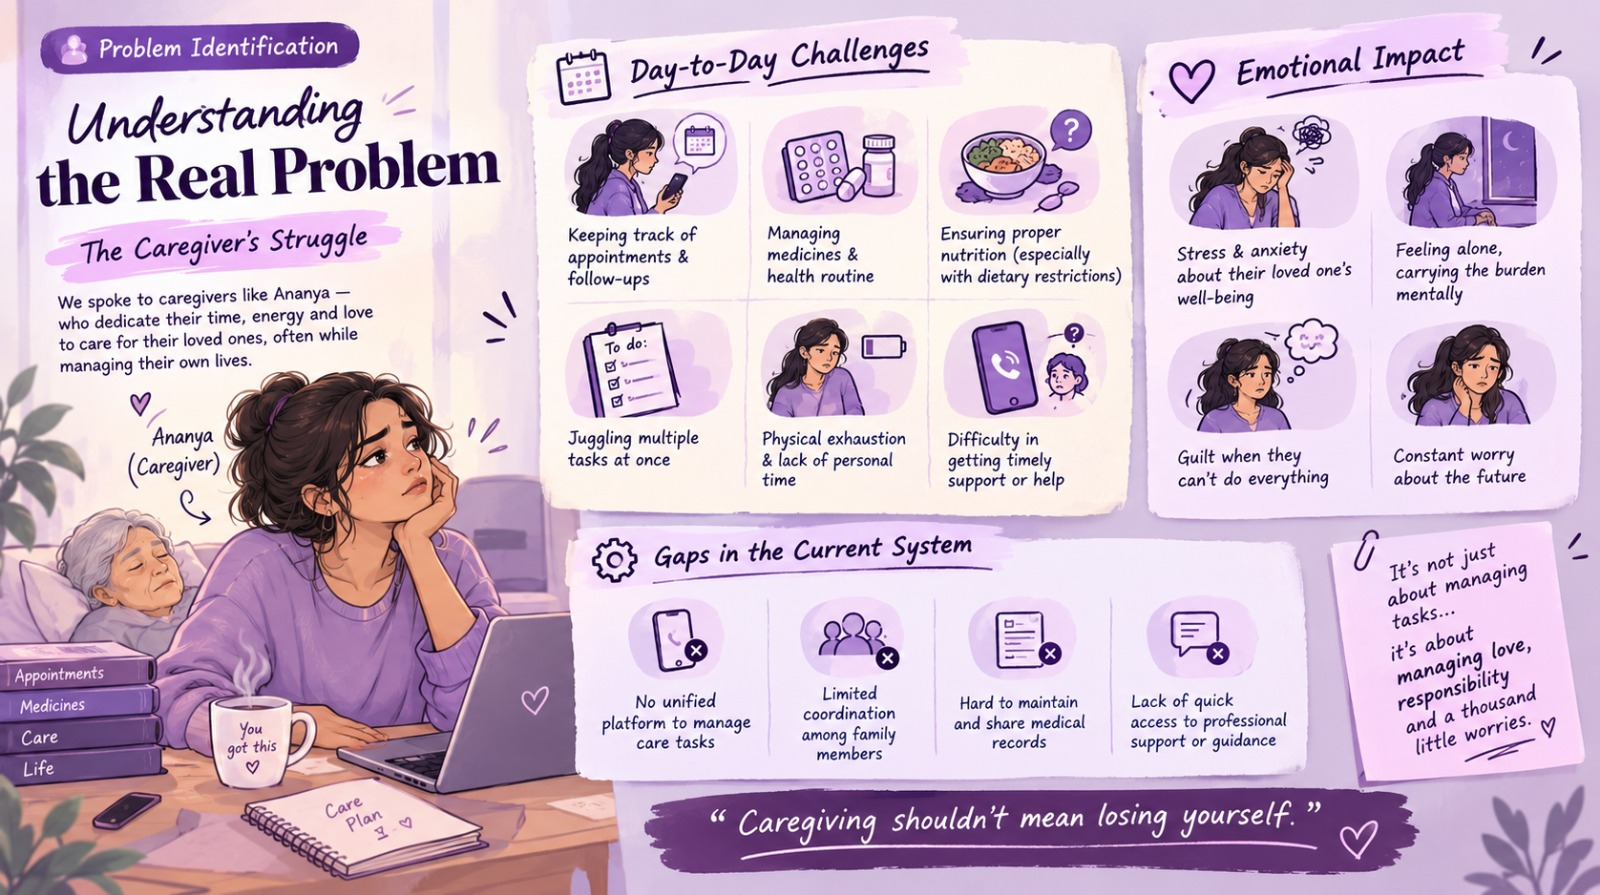 Problem Identification
Understanding
the Real Problem
The Caregiver's Struggle
We spoke to caregivers like Ananya —
who dedicate their time, energy and love
to care for their loved ones, often while
managing their own lives.
Ananya
(Caregiver)
Appointments
Medicines
Care
Life
You
got this
Care
Plan
Day-to-Day Challenges
Keeping track of
appointments &
follow-ups
Managing
medicines &
health routine
?
Ensuring proper
nutrition (especially
with dietary restrictions)
To do:
Juggling multiple
tasks at once
Physical exhaustion
& lack of personal
time
?
Difficulty in
getting timely
support or help
Emotional Impact
Stress & anxiety
about their loved one's
well-being
Feeling alone,
carrying the burden
mentally
Guilt when they
can't do everything
Constant worry
about the future
Gaps in the Current System
No unified
platform to manage
care tasks
Limited
coordination
among family
members
Hard to maintain
and share medical
records
Lack of quick
access to professional
support or guidance
It's not just
about managing
tasks...
it's about
managing love,
responsibility
and a thousand
little worries.
“ Caregiving shouldn't mean losing yourself. ”